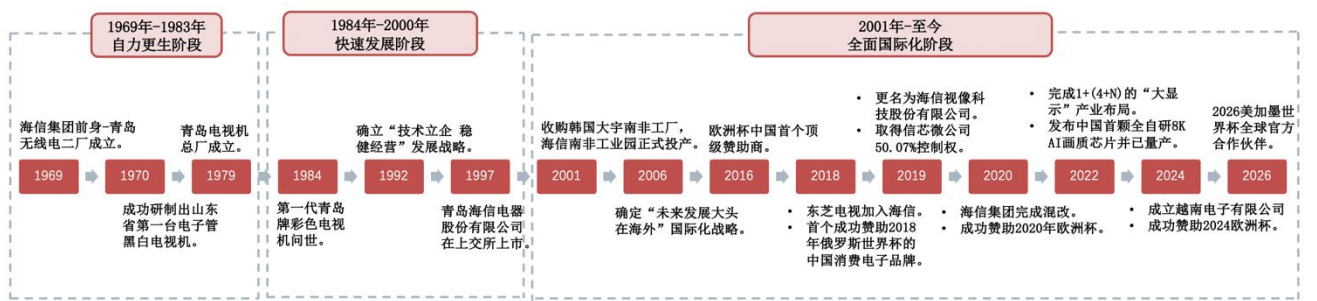 1969年-1983年
自力更生阶段
1984年-2000年
快速发展阶段
2001年-至今
全面国际化阶段
海信集团前身-青岛
无线电二厂成立。
1969
1970
成功研制出山东
省第一台电子管
黑白电视机。
青岛电视机
总厂成立。
1979
1984
第一代青岛
牌彩色电视
机问世。
确立“技术立企 稳
健经营”发展战略。
1992
1997
青岛海信电器
股份有限公司
在上交所上市。
收购韩国大宇南非工厂，
海信南非工业园正式投产。
2001
2006
确定“未来发展大头
在海外”国际化战略。
欧洲杯中国首个顶
级赞助商。
2016
2018
• 东芝电视加入海信。
• 首个成功赞助2018
年俄罗斯世界杯的
中国消费电子品牌。
• 更名为海信视像科
技股份有限公司。
• 取得信芯微公司
50.07%控制权。
2019
2020
• 海信集团完成混改。
• 成功赞助2020年欧洲杯。
• 完成1+(4+N)的“大显
示”产业布局。
• 发布中国首颗全自研8K
AI画质芯片并已量产。
2022
2024
• 成立越南电子有限公司
• 成功赞助2024欧洲杯。
2026美加墨世
界杯全球官方
合作伙伴。
2026